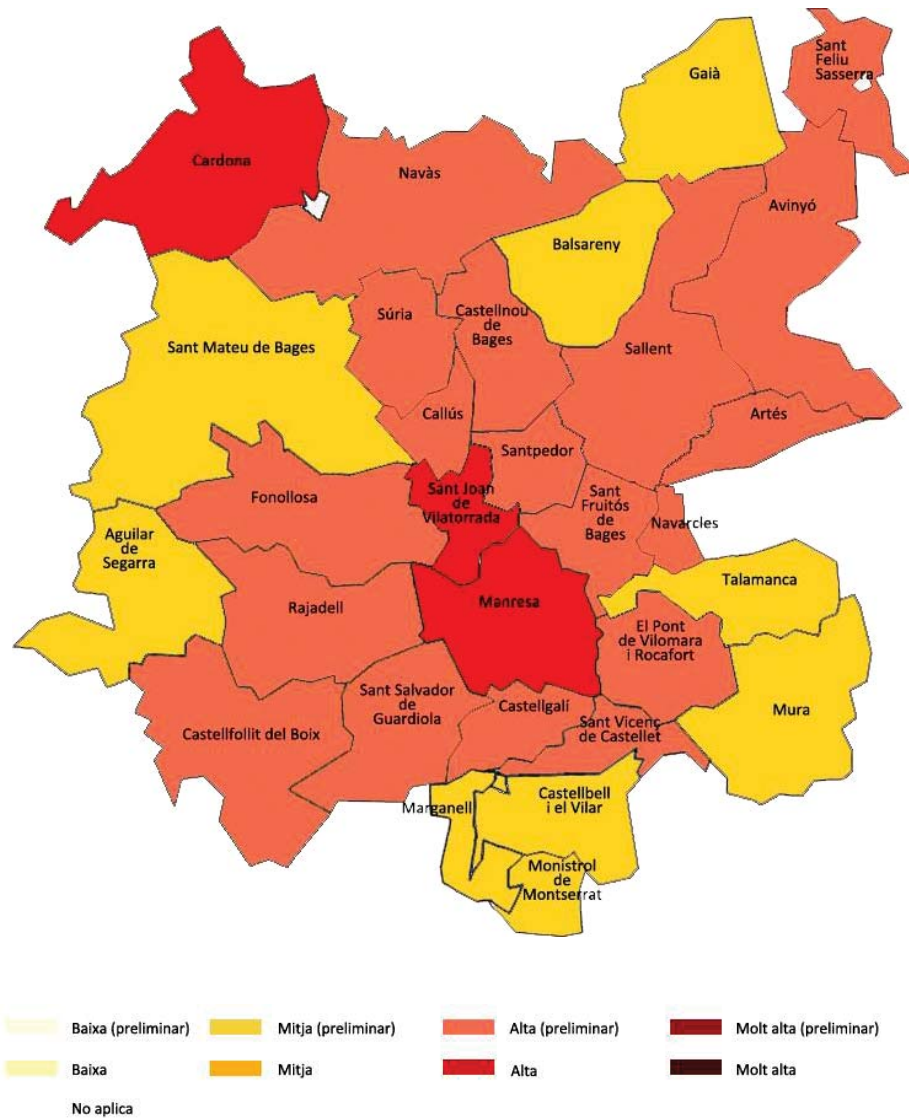 Sant
Feliu
Sasserra
Gaià
Cardona
Navàs
Avinyó
Balsareny
Súria
Castellnou
de
Bages
Sant Mateu de Bages
Sallent
Callús
Artés
Santpedor
Fonollosa
Sant Joan
de
Vilatorrada
Sant
Fruitós
de
Bages
Navarcles
Aguilar
de
Segarra
Talamanca
Rajadell
Manresa
El Pont
de Vilomara
i Rocafort
Sant Salvador
de
Guardiola
Castellgalí
Mura
Sant Vicenç
de Castellet
Castellfollit del Boix
Marganell
Castellbell
i el Vilar
Monistrol
de
Montserrat
Baixa (preliminar) Mitja (preliminar) Alta (preliminar) Molt alta (preliminar)
Baixa Mitja Alta Molt alta
No aplica